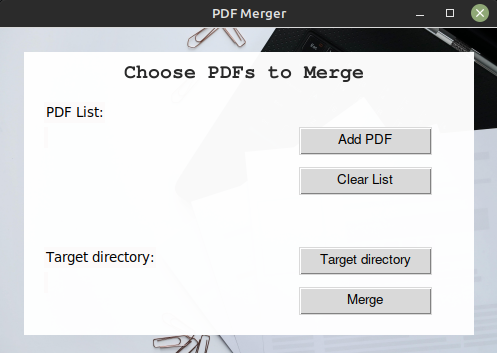 PDF Merger
Choose PDFs to Merge
PDF List:
Add PDF
Clear List
Target directory:
Target directory
Merge